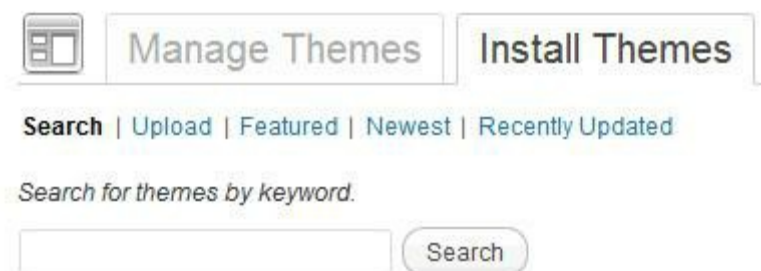 Manage Themes Install Themes
Search | Upload | Featured | Newest | Recently Updated
Search for themes by keyword.
Search